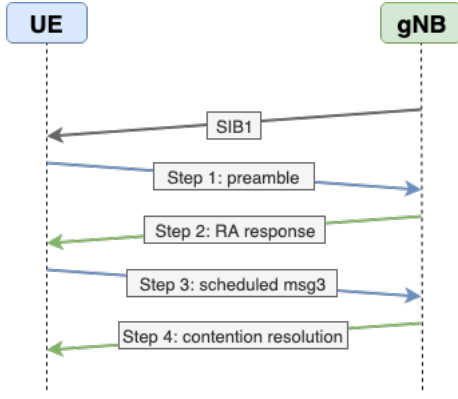 UE
gNB
SIB1
Step 1: preamble
Step 2: RA response
Step 3: scheduled msg3
Step 4: contention resolution